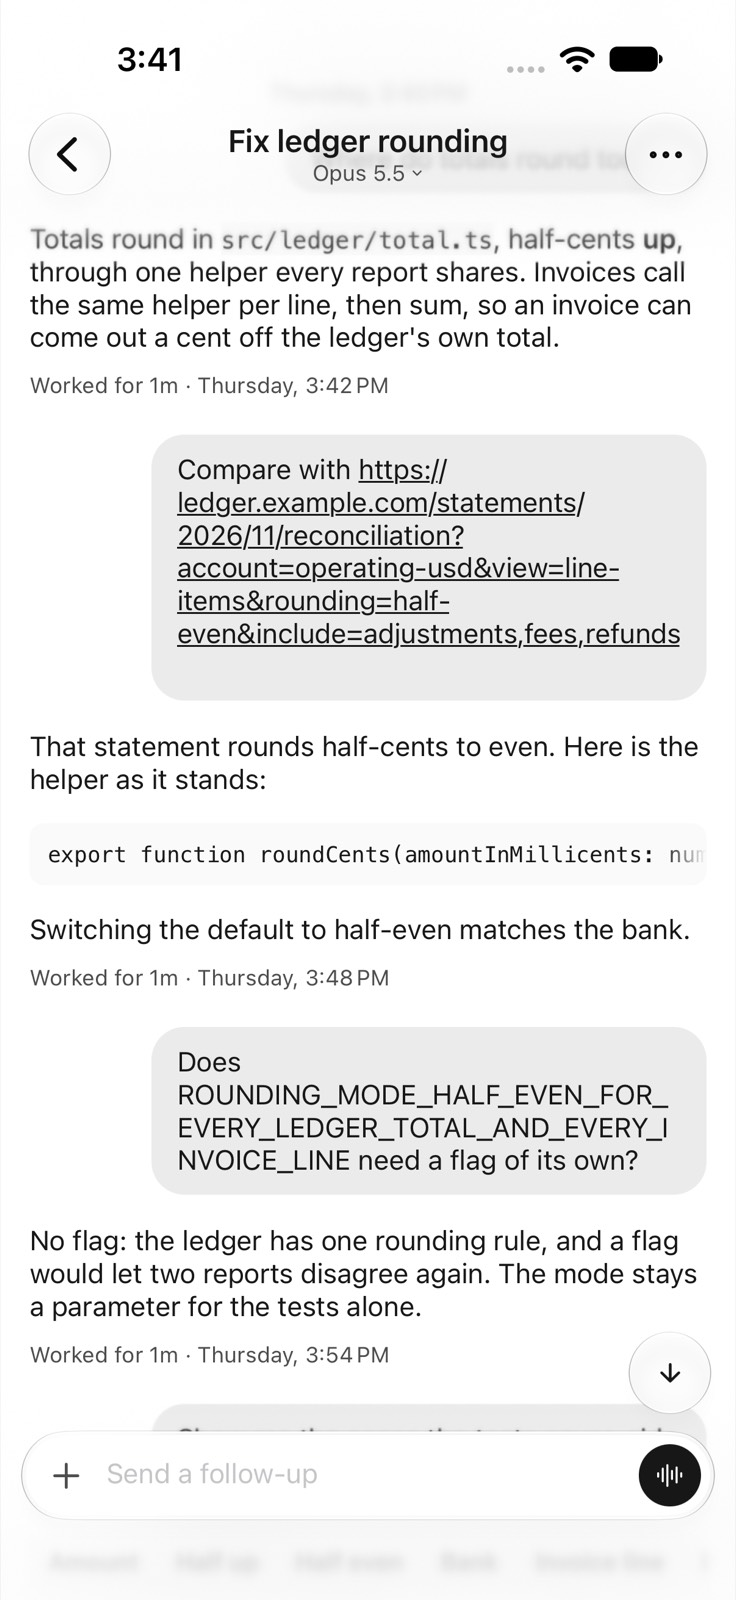 3:41
Fix ledger rounding
Opus 5.5
Totals round in src/ledger/total.ts, half-cents up,
through one helper every report shares. Invoices call
the same helper per line, then sum, so an invoice can
come out a cent off the ledger's own total.
Worked for 1m · Thursday, 3:42 PM
Compare with https://
ledger.example.com/statements/
2026/11/reconciliation?
account=operating-usd&view=line-
items&rounding=half-
even&include=adjustments,fees,refunds
That statement rounds half-cents to even. Here is the
helper as it stands:
export function roundCents(amountInMillicents: num
Switching the default to half-even matches the bank.
Worked for 1m · Thursday, 3:48 PM
Does
ROUNDING_MODE_HALF_EVEN_FOR_
EVERY_LEDGER_TOTAL_AND_EVERY_I
NVOICE_LINE need a flag of its own?
No flag: the ledger has one rounding rule, and a flag
would let two reports disagree again. The mode stays
a parameter for the tests alone.
Worked for 1m · Thursday, 3:54 PM
Send a follow-up
Amount Half up Half even Bank Invoice line